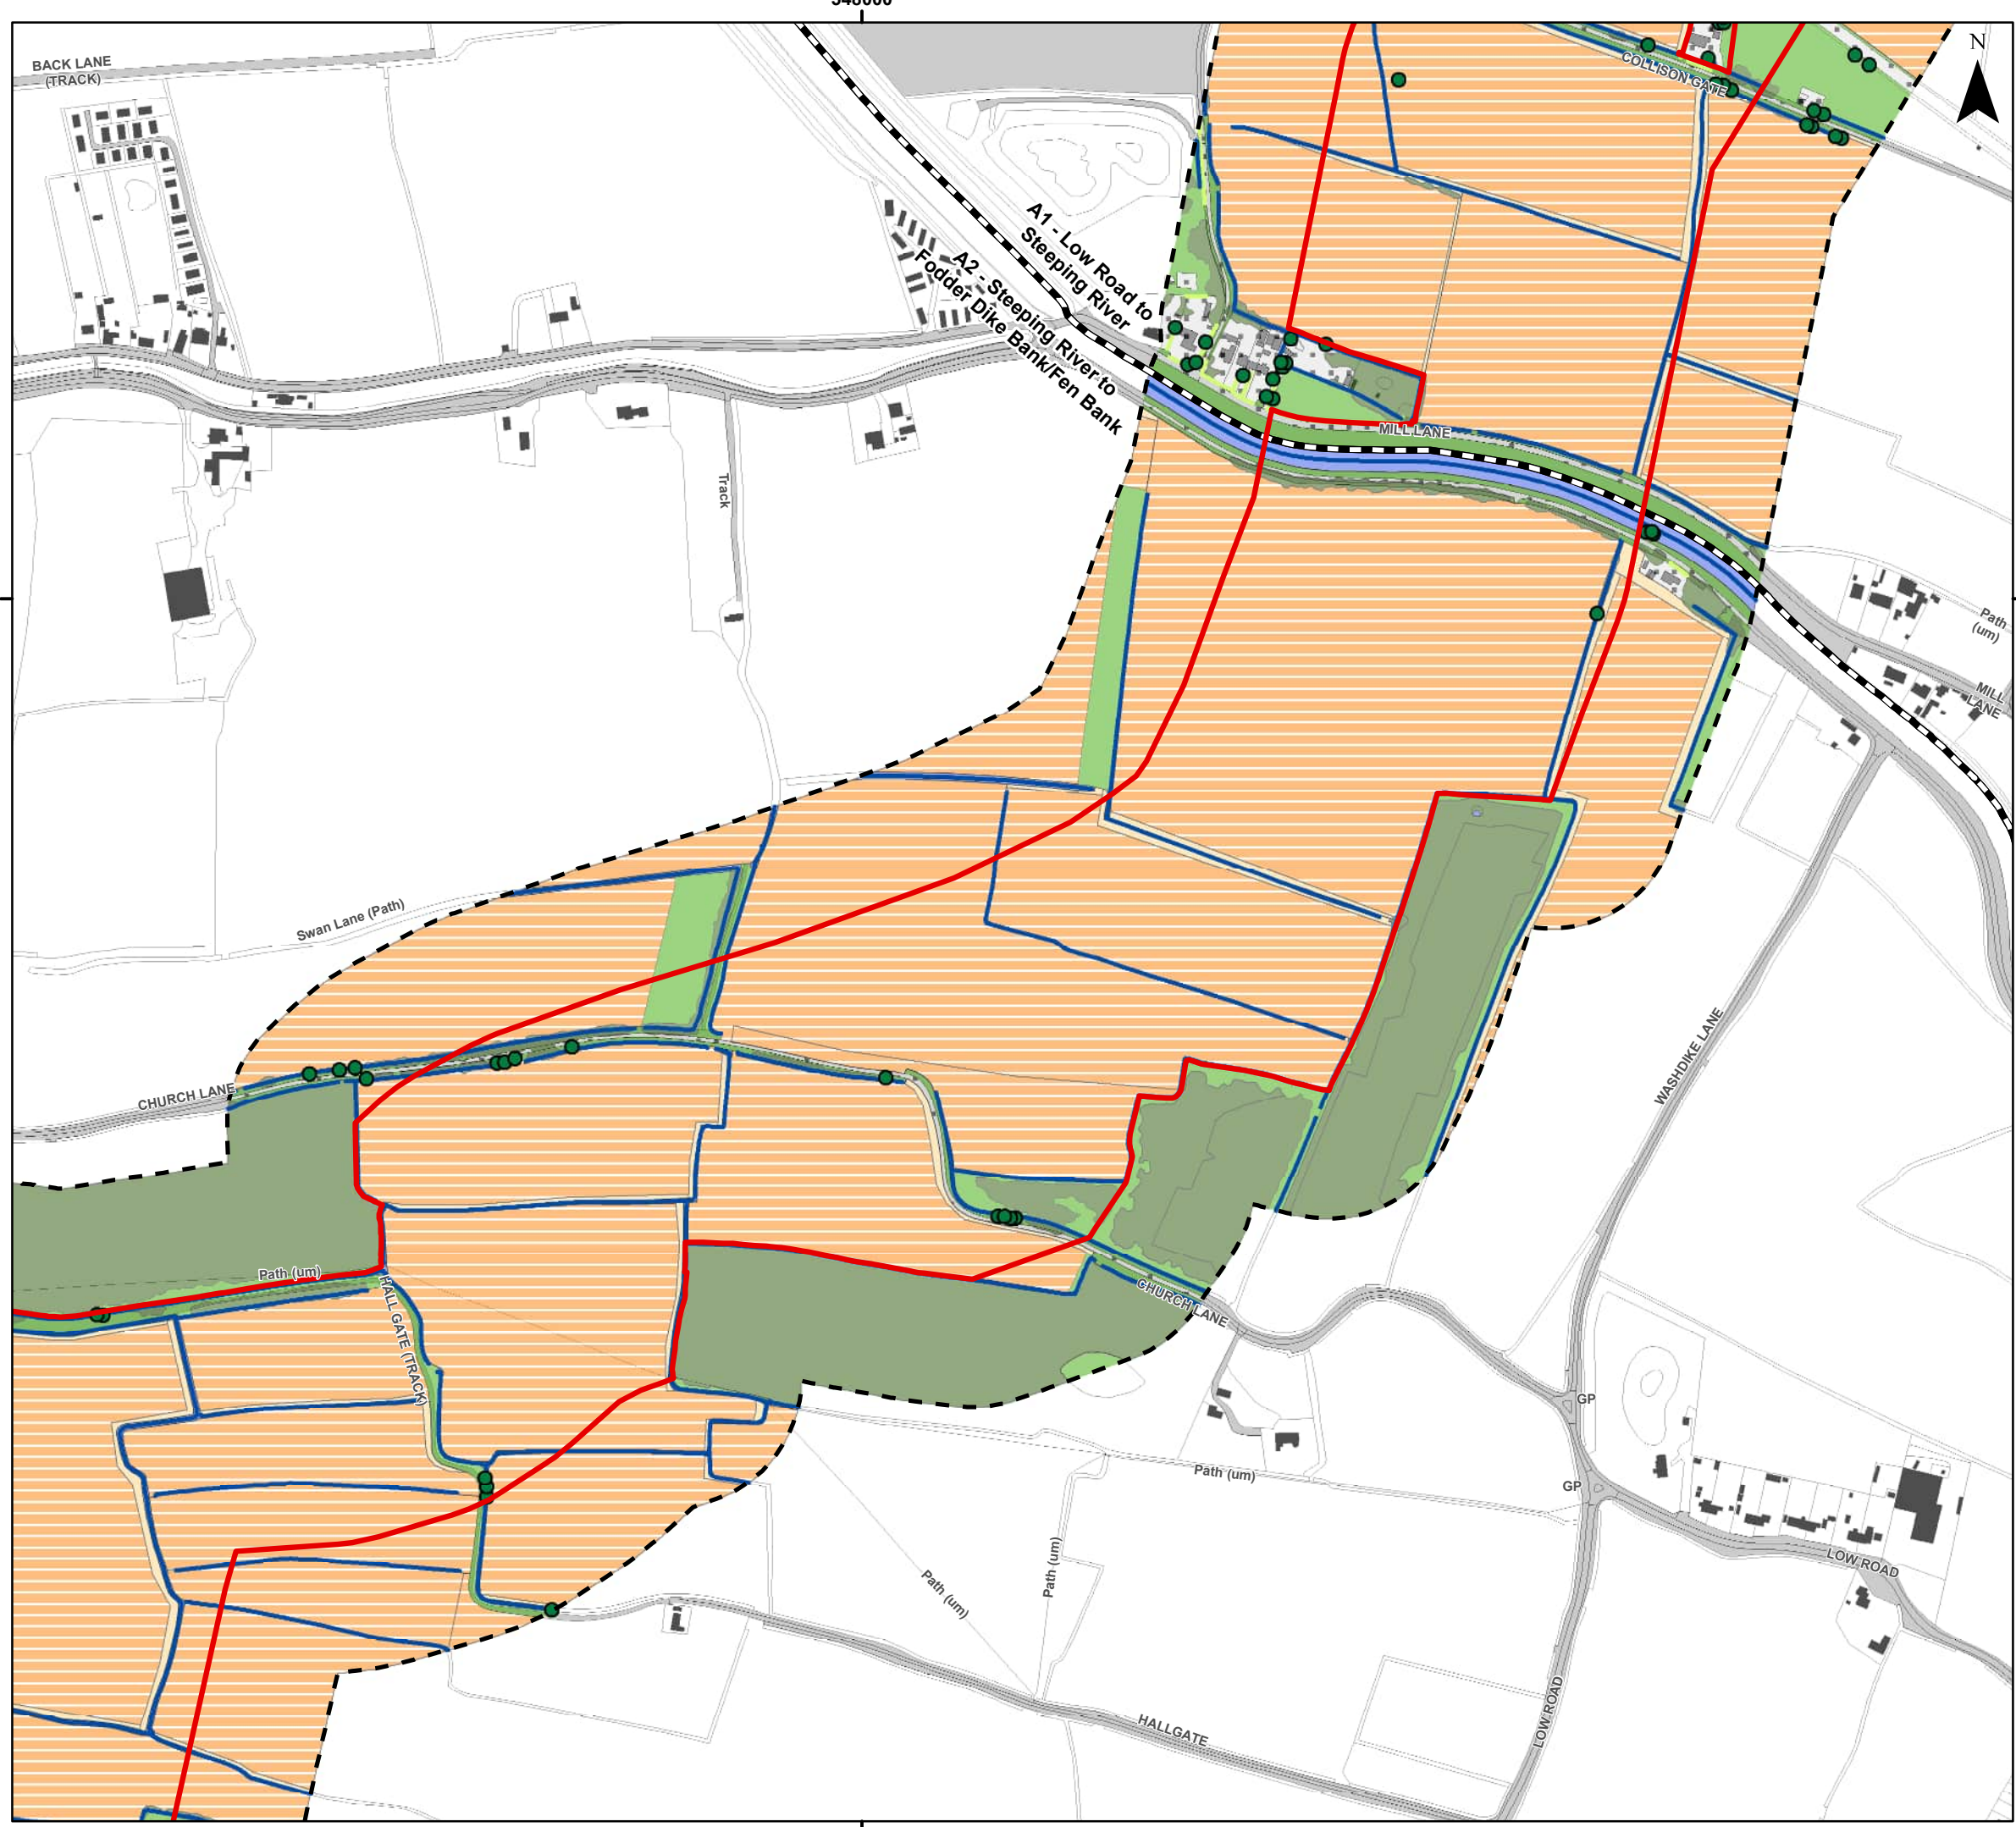 BACK LANE
(TRACK)
N
COLLISON GATE
A1 - Low Road to
Steeping River
A2 - Steeping River to
Fodder Dike Bank/Fen Bank
MILL LANE
Track
Path
(um)
MILL
LANE
Swan Lane (Path)
CHURCH LANE
WASHDIKE LANE
Path (um)
HALL GATE (TRACK)
CHURCH LANE
GP
Path (um)
GP
Path (um)
Path (um)
LOW ROAD
LOW ROAD
HALLGATE